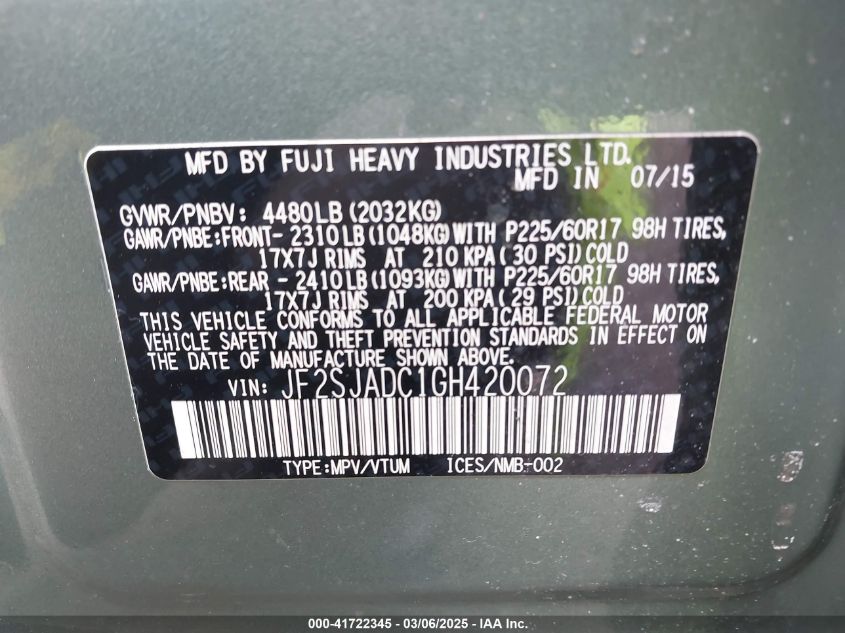 MFD BY FUJI HEAVY INDUSTRIES LTD.
MFD IN 07/15
GVWR/PNBV: 4480LB (2032KG)
GAWR/PNBE:FRONT- 2310LB(1048KG)WITH P225/60R17 98H TIRES,
17X7J RIMS AT 210 KPA( 30 PSI)COLD
GAWR/PNBE:REAR - 2410LB(1093KG)WITH P225/60R17 98H TIRES,
17X7J RIMS AT 200 KPA( 29 PSI)COLD
THIS VEHICLE CONFORMS TO ALL APPLICABLE FEDERAL MOTOR
VEHICLE SAFETY AND THEFT PREVENTION STANDARDS IN EFFECT ON
THE DATE OF MANUFACTURE SHOWN ABOVE.
VIN: JF2SJADC1GH420072
TYPE:MPV/VTUM ICES/NMB-002
000-41722345 - 03/06/2025 - IAA Inc.